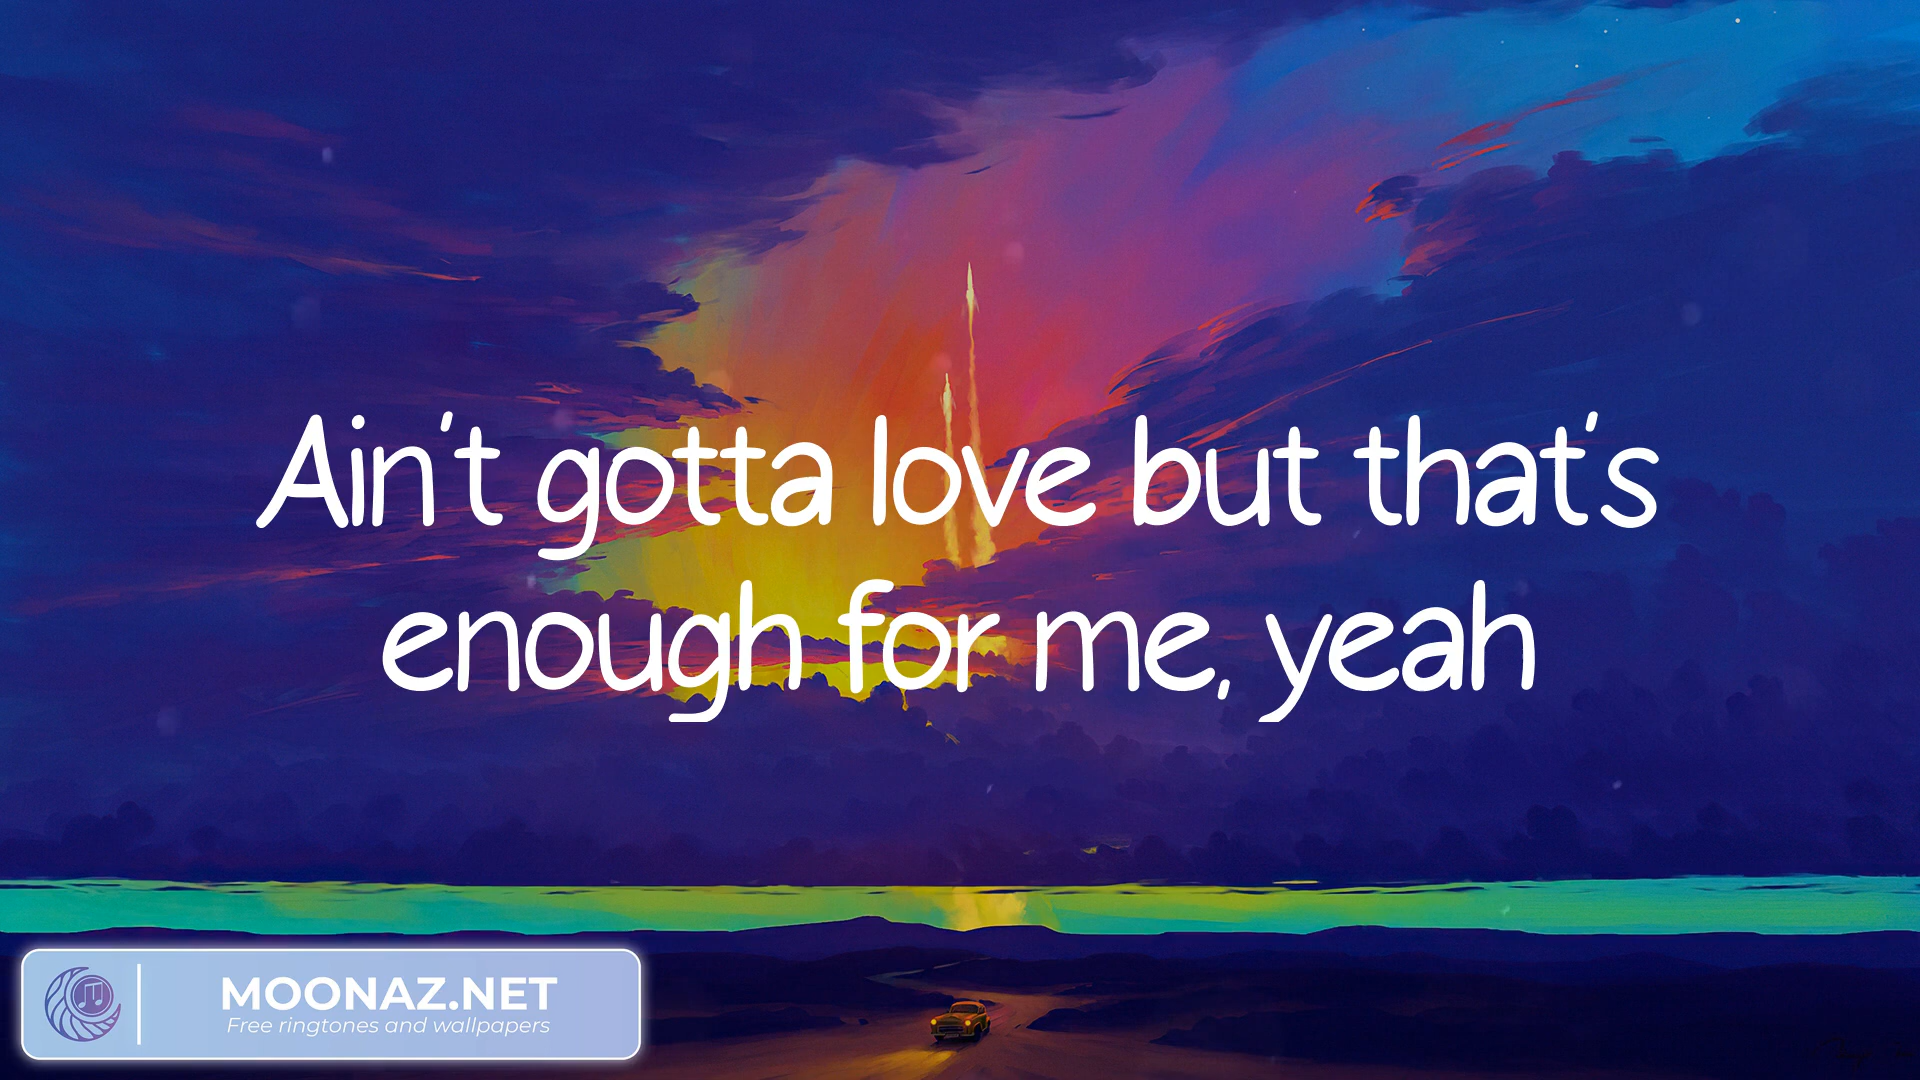 Ain't gotta love but that's
enough for me, yeah
MOONAZ.NET
Free ringtones and wallpapers